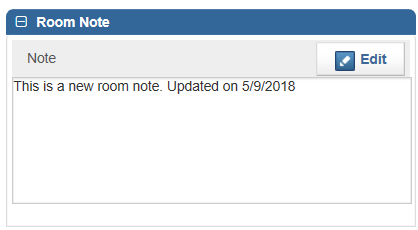 Room Note
Note
Edit
This is a new room note. Updated on 5/9/2018